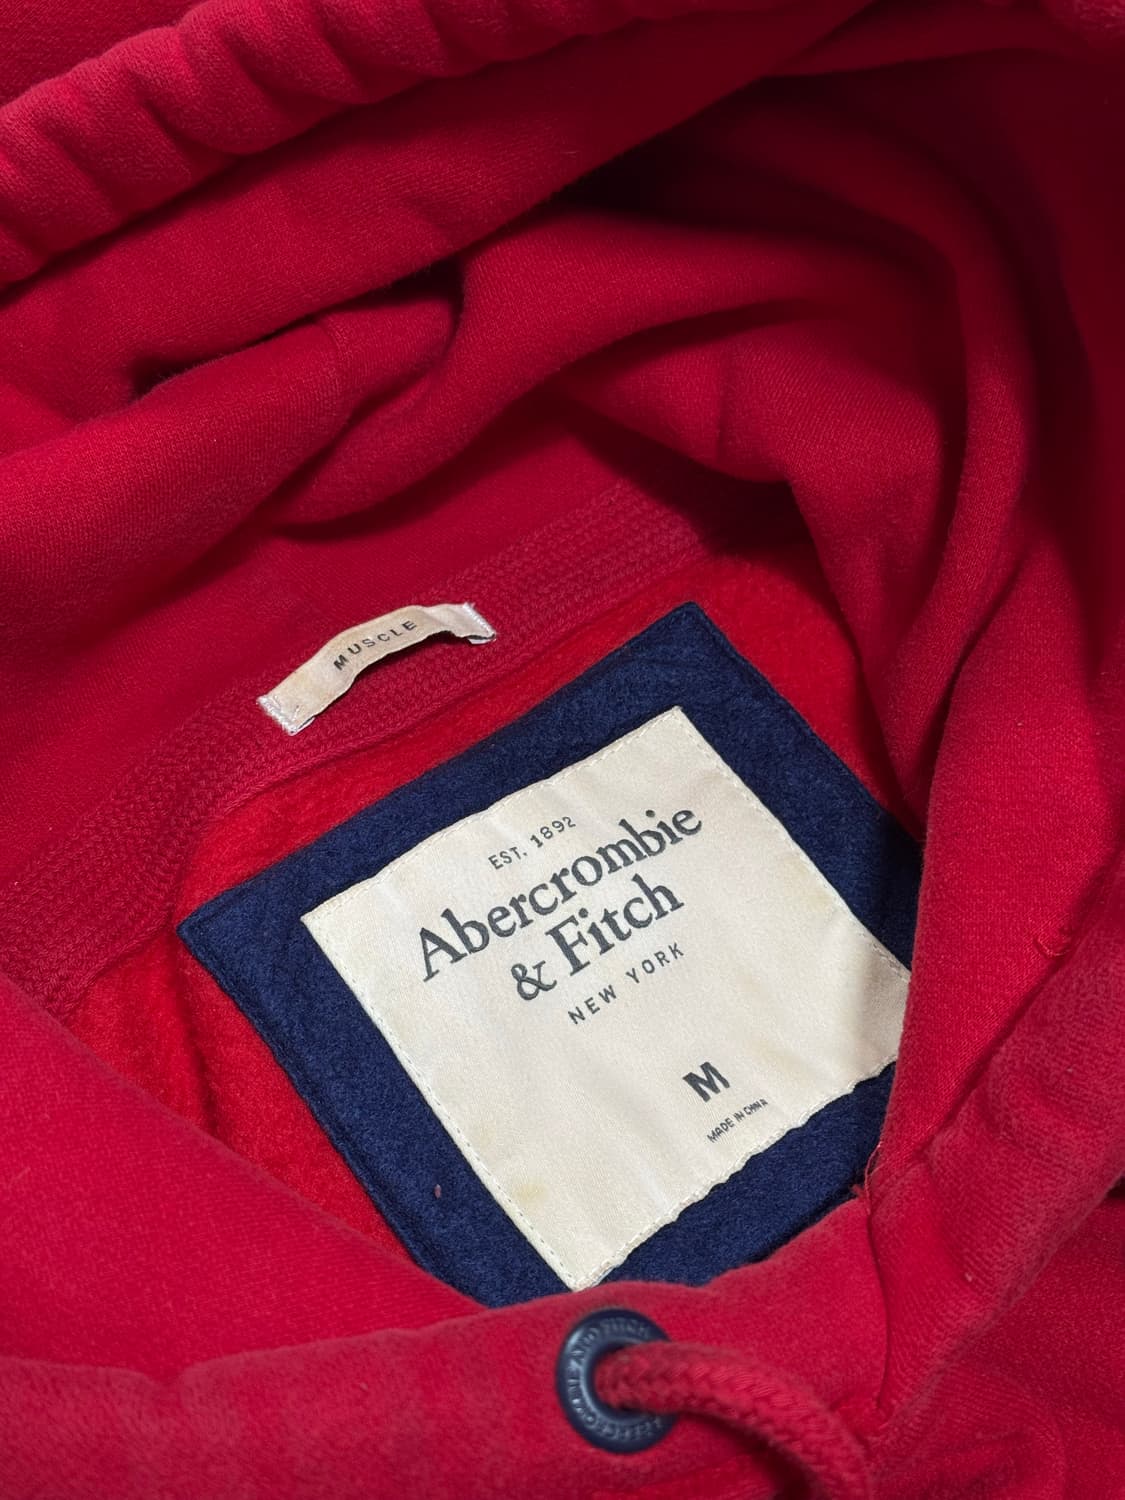 MUSCLE
EST. 1892
Abercrombie
& Fitch
NEW YORK
M
MADE IN CHINA